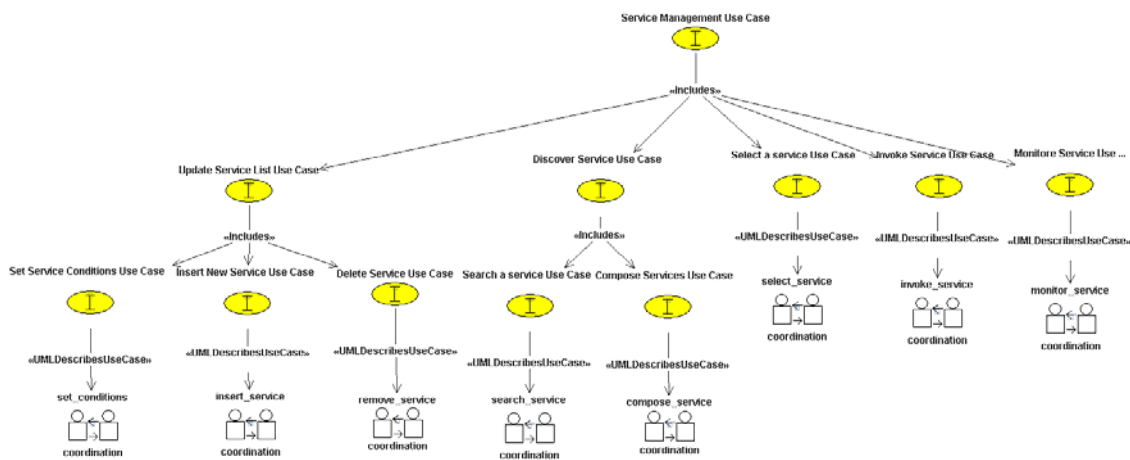 Service Management Use Case
«Includes»
Update Service List Use Case
Discover Service Use Case
Select a service Use Case
Invoke Service Use Case
Monitore Service Use ...
«Includes»
«Includes»
«UMLDescribesUseCase»
«UMLDescribesUseCase»
«UMLDescribesUseCase»
Set Service Conditions Use Case
Insert New Service Use Case
Delete Service Use Case
Search a service Use Case
Compose Services Use Case
select_service
invoke_service
monitor_service
coordination
coordination
coordination
«UMLDescribesUseCase»
«UMLDescribesUseCase»
«UMLDescribesUseCase»
«UMLDescribesUseCase»
«UMLDescribesUseCase»
set_conditions
insert_service
remove_service
search_service
compose_service
coordination
coordination
coordination
coordination
coordination